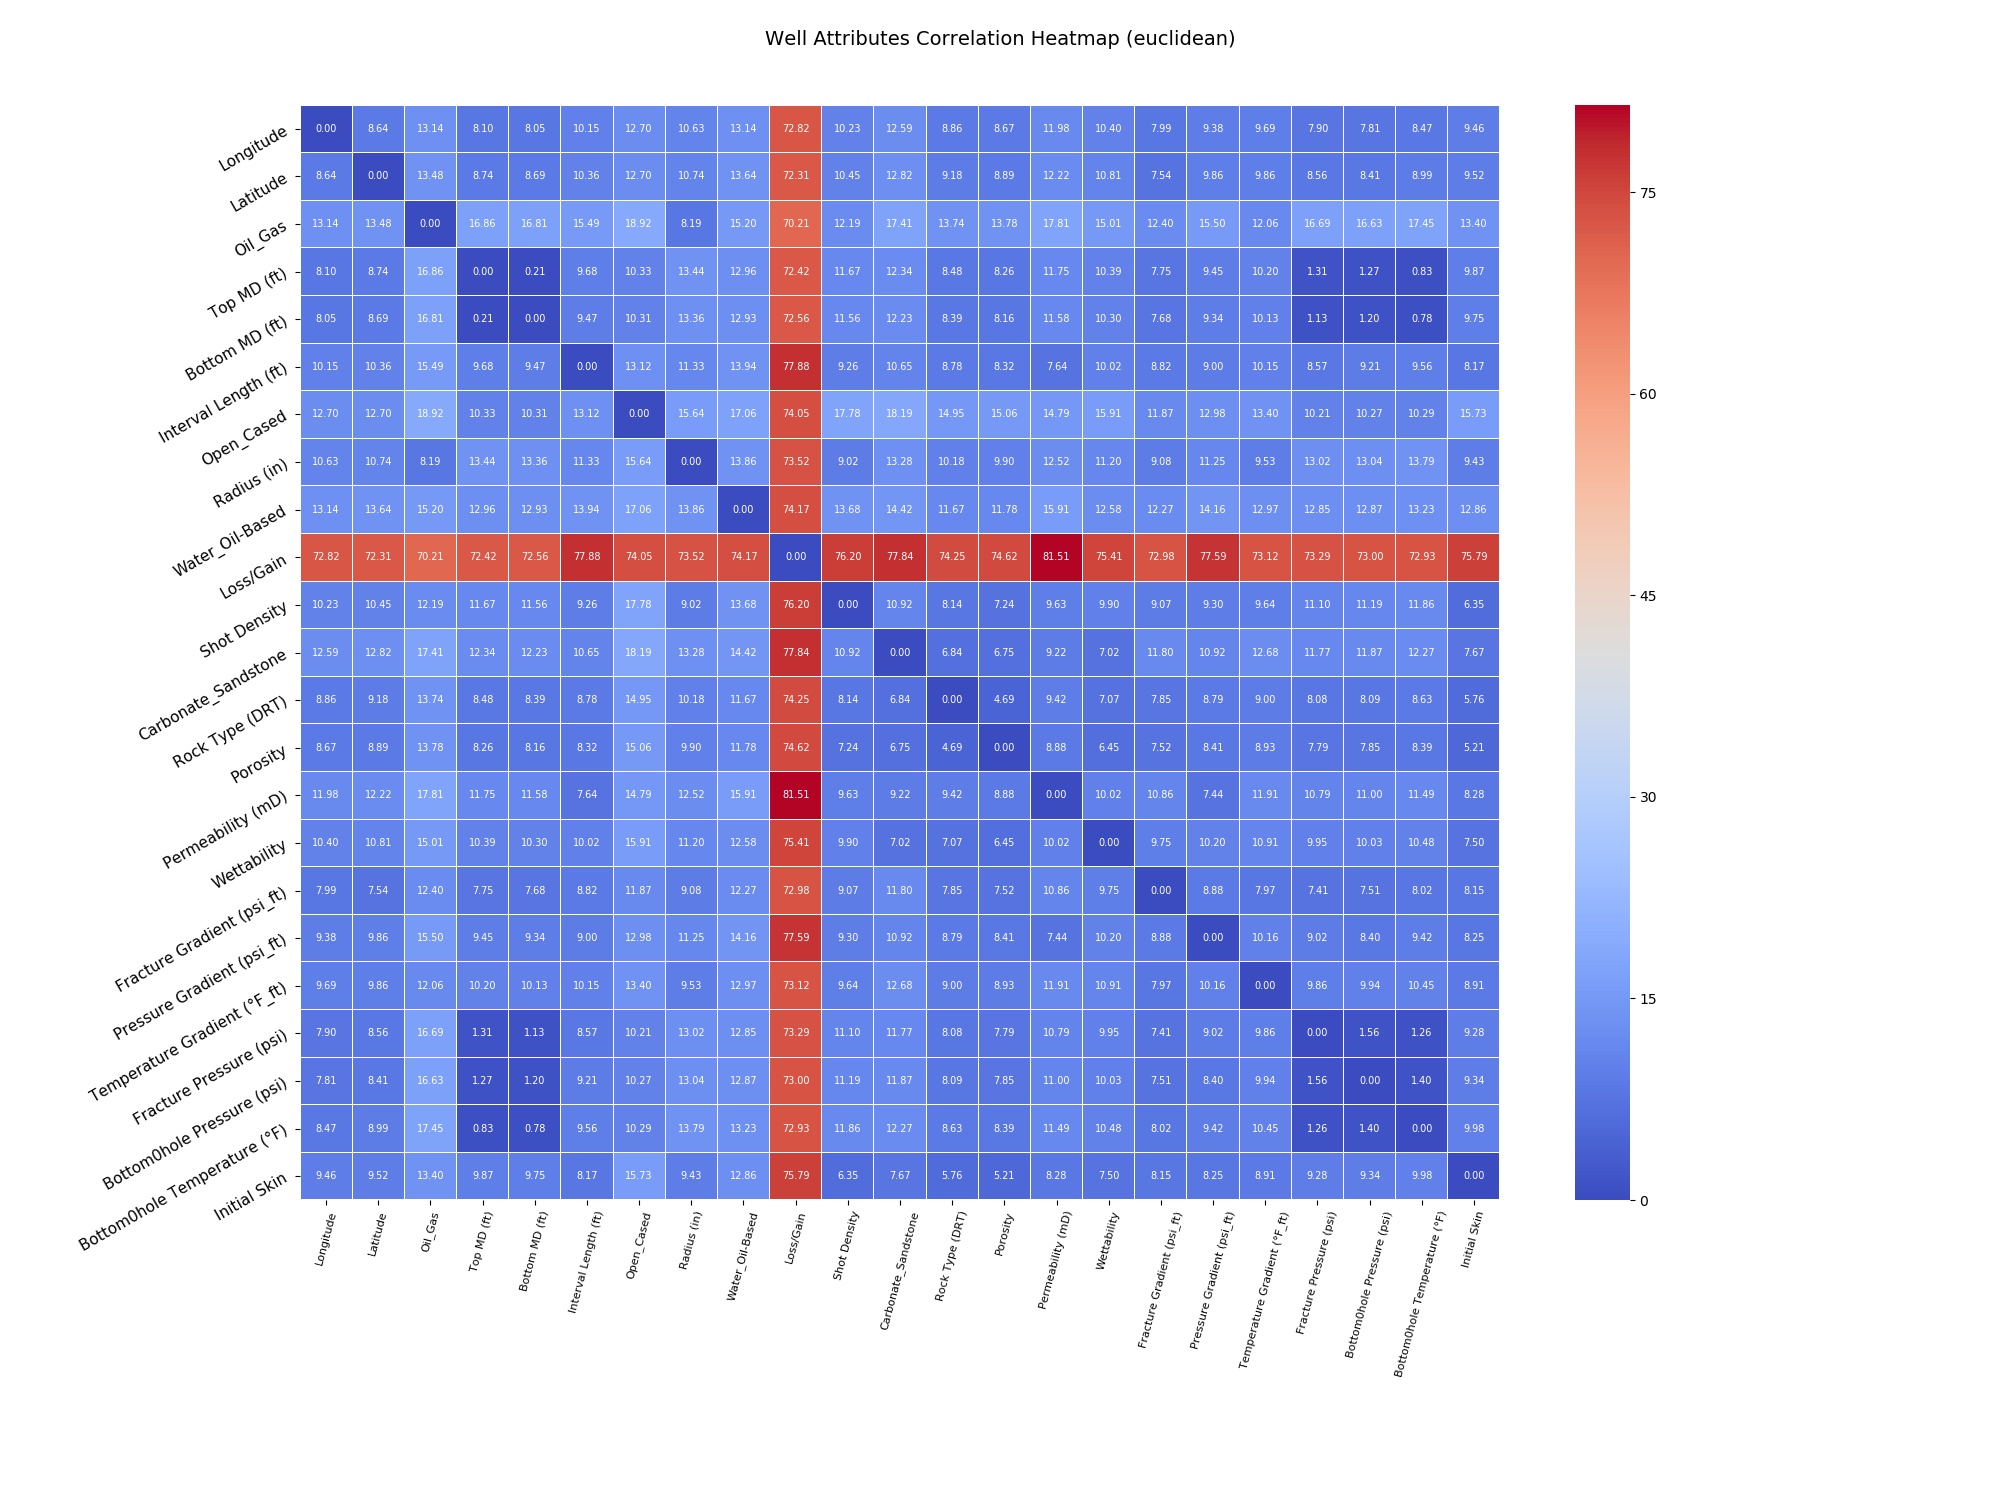 Well Attributes Correlation Heatmap (euclidean)
Longitude 0.00 8.64 13.14 8.10 8.05 10.15 12.70 10.63 13.14 72.82 10.23 12.59 8.86 8.67 11.98 10.40 7.99 9.38 9.69 7.90 7.81 8.47 9.46
Latitude 8.64 0.00 13.48 8.74 8.69 10.36 12.70 10.74 13.64 72.31 10.45 12.82 9.18 8.89 12.22 10.81 7.54 9.86 9.86 8.56 8.41 8.99 9.52
Oil_Gas 13.14 13.48 0.00 16.86 16.81 15.49 18.92 8.19 15.20 70.21 12.19 17.41 13.74 13.78 17.81 15.01 12.40 15.50 12.06 16.69 16.63 17.45 13.40
Top MD (ft) 8.10 8.74 16.86 0.00 0.21 9.68 10.33 13.44 12.96 72.42 11.67 12.34 8.48 8.26 11.75 10.39 7.75 9.45 10.20 1.31 1.27 0.83 9.87
Bottom MD (ft) 8.05 8.69 16.81 0.21 0.00 9.47 10.31 13.36 12.93 72.56 11.56 12.23 8.39 8.16 11.58 10.30 7.68 9.34 10.13 1.13 1.20 0.78 9.75
Interval Length (ft) 10.15 10.36 15.49 9.68 9.47 0.00 13.12 11.33 13.94 77.88 9.26 10.65 8.78 8.32 7.64 10.02 8.82 9.00 10.15 8.57 9.21 9.56 8.17
Open_Cased 12.70 12.70 18.92 10.33 10.31 13.12 0.00 15.64 17.06 74.05 17.78 18.19 14.95 15.06 14.79 15.91 11.87 12.98 13.40 10.21 10.27 10.29 15.73
Radius (in) 10.63 10.74 8.19 13.44 13.36 11.33 15.64 0.00 13.86 73.52 9.02 13.28 10.18 9.90 12.52 11.20 9.08 11.25 9.53 13.02 13.04 13.79 9.43
Water_Oil-Based 13.14 13.64 15.20 12.96 12.93 13.94 17.06 13.86 0.00 74.17 13.68 14.42 11.67 11.78 15.91 12.58 12.27 14.16 12.97 12.85 12.87 13.23 12.86
Loss/Gain 72.82 72.31 70.21 72.42 72.56 77.88 74.05 73.52 74.17 0.00 76.20 77.84 74.25 74.62 81.51 75.41 72.98 77.59 73.12 73.29 73.00 72.93 75.79
Shot Density 10.23 10.45 12.19 11.67 11.56 9.26 17.78 9.02 13.68 76.20 0.00 10.92 8.14 7.24 9.63 9.90 9.07 9.30 9.64 11.10 11.19 11.86 6.35
Carbonate_Sandstone 12.59 12.82 17.41 12.34 12.23 10.65 18.19 13.28 14.42 77.84 10.92 0.00 6.84 6.75 9.22 7.02 11.80 10.92 12.68 11.77 11.87 12.27 7.67
Rock Type (DRT) 8.86 9.18 13.74 8.48 8.39 8.78 14.95 10.18 11.67 74.25 8.14 6.84 0.00 4.69 9.42 7.07 7.85 8.79 9.00 8.08 8.09 8.63 5.76
Porosity 8.67 8.89 13.78 8.26 8.16 8.32 15.06 9.90 11.78 74.62 7.24 6.75 4.69 0.00 8.88 6.45 7.52 8.41 8.93 7.79 7.85 8.39 5.21
Permeability (mD) 11.98 12.22 17.81 11.75 11.58 7.64 14.79 12.52 15.91 81.51 9.63 9.22 9.42 8.88 0.00 10.02 10.86 7.44 11.91 10.79 11.00 11.49 8.28
Wettability 10.40 10.81 15.01 10.39 10.30 10.02 15.91 11.20 12.58 75.41 9.90 7.02 7.07 6.45 10.02 0.00 9.75 10.20 10.91 9.95 10.03 10.48 7.50
Fracture Gradient (psi_ft) 7.99 7.54 12.40 7.75 7.68 8.82 11.87 9.08 12.27 72.98 9.07 11.80 7.85 7.52 10.86 9.75 0.00 8.88 7.97 7.41 7.51 8.02 8.15
Pressure Gradient (psi_ft) 9.38 9.86 15.50 9.45 9.34 9.00 12.98 11.25 14.16 77.59 9.30 10.92 8.79 8.41 7.44 10.20 8.88 0.00 10.16 9.02 8.40 9.42 8.25
Temperature Gradient (°F_ft) 9.69 9.86 12.06 10.20 10.13 10.15 13.40 9.53 12.97 73.12 9.64 12.68 9.00 8.93 11.91 10.91 7.97 10.16 0.00 9.86 9.94 10.45 8.91
Fracture Pressure (psi) 7.90 8.56 16.69 1.31 1.13 8.57 10.21 13.02 12.85 73.29 11.10 11.77 8.08 7.79 10.79 9.95 7.41 9.02 9.86 0.00 1.56 1.26 9.28
Bottom0hole Pressure (psi) 7.81 8.41 16.63 1.27 1.20 9.21 10.27 13.04 12.87 73.00 11.19 11.87 8.09 7.85 11.00 10.03 7.51 8.40 9.94 1.56 0.00 1.40 9.34
Bottom0hole Temperature (°F) 8.47 8.99 17.45 0.83 0.78 9.56 10.29 13.79 13.23 72.93 11.86 12.27 8.63 8.39 11.49 10.48 8.02 9.42 10.45 1.26 1.40 0.00 9.98
Initial Skin 9.46 9.52 13.40 9.87 9.75 8.17 15.73 9.43 12.86 75.79 6.35 7.67 5.76 5.21 8.28 7.50 8.15 8.25 8.91 9.28 9.34 9.98 0.00
Longitude
Latitude
Oil_Gas
Top MD (ft)
Bottom MD (ft)
Interval Length (ft)
Open_Cased
Radius (in)
Water_Oil-Based
Loss/Gain
Shot Density
Carbonate_Sandstone
Rock Type (DRT)
Porosity
Permeability (mD)
Wettability
Fracture Gradient (psi_ft)
Pressure Gradient (psi_ft)
Temperature Gradient (°F_ft)
Fracture Pressure (psi)
Bottom0hole Pressure (psi)
Bottom0hole Temperature (°F)
Initial Skin
75
60
45
30
15
0